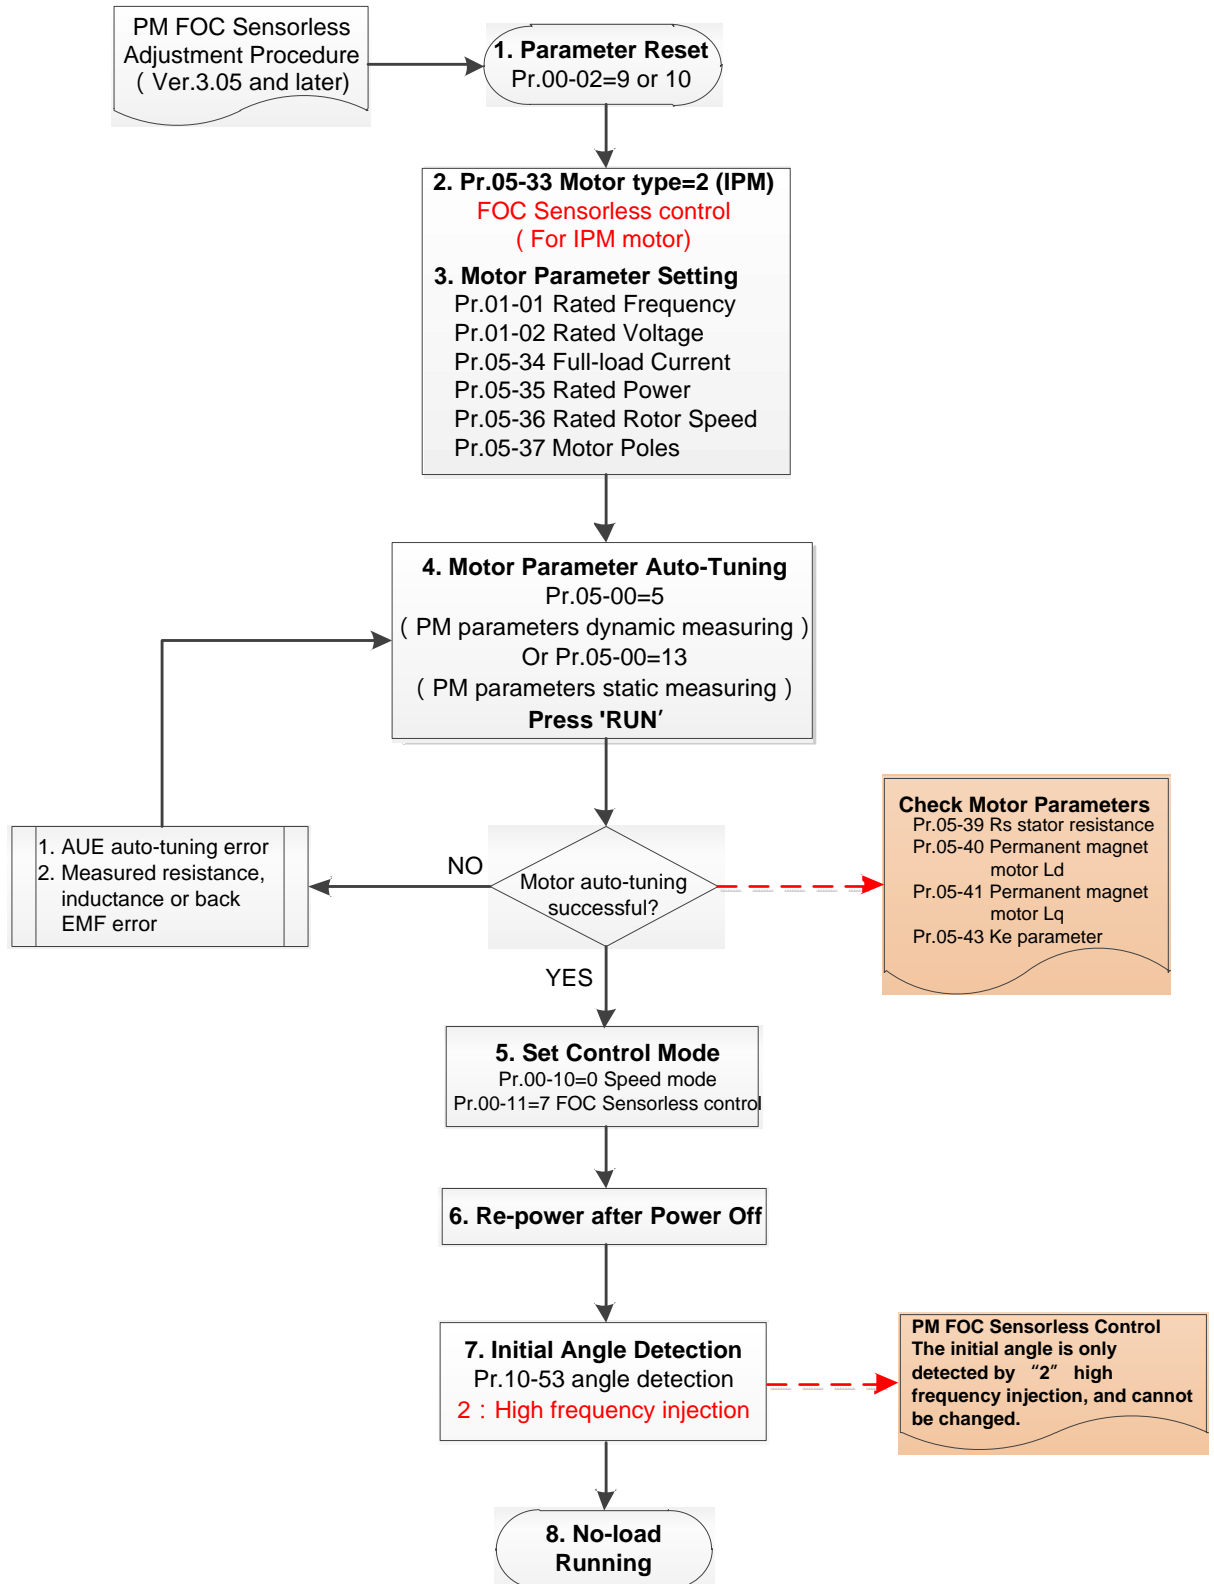 PM FOC Sensorless
Adjustment Procedure
( Ver.3.05 and later)
1. Parameter Reset
Pr.00-02=9 or 10
2. Pr.05-33 Motor type=2 (IPM)
FOC Sensorless control
( For IPM motor)
3. Motor Parameter Setting
Pr.01-01 Rated Frequency
Pr.01-02 Rated Voltage
Pr.05-34 Full-load Current
Pr.05-35 Rated Power
Pr.05-36 Rated Rotor Speed
Pr.05-37 Motor Poles
4. Motor Parameter Auto-Tuning
Pr.05-00=5
( PM parameters dynamic measuring )
Or Pr.05-00=13
( PM parameters static measuring )
Press 'RUN′
1. AUE auto-tuning error
2. Measured resistance,
inductance or back
EMF error
NO
Motor auto-tuning
successful?
YES
Check Motor Parameters
Pr.05-39 Rs stator resistance
Pr.05-40 Permanent magnet
motor Ld
Pr.05-41 Permanent magnet
motor Lq
Pr.05-43 Ke parameter
5. Set Control Mode
Pr.00-10=0 Speed mode
Pr.00-11=7 FOC Sensorless control
6. Re-power after Power Off
7. Initial Angle Detection
Pr.10-53 angle detection
2 : High frequency injection
PM FOC Sensorless Control
The initial angle is only
detected by “2” high
frequency injection, and cannot
be changed.
8. No-load
Running